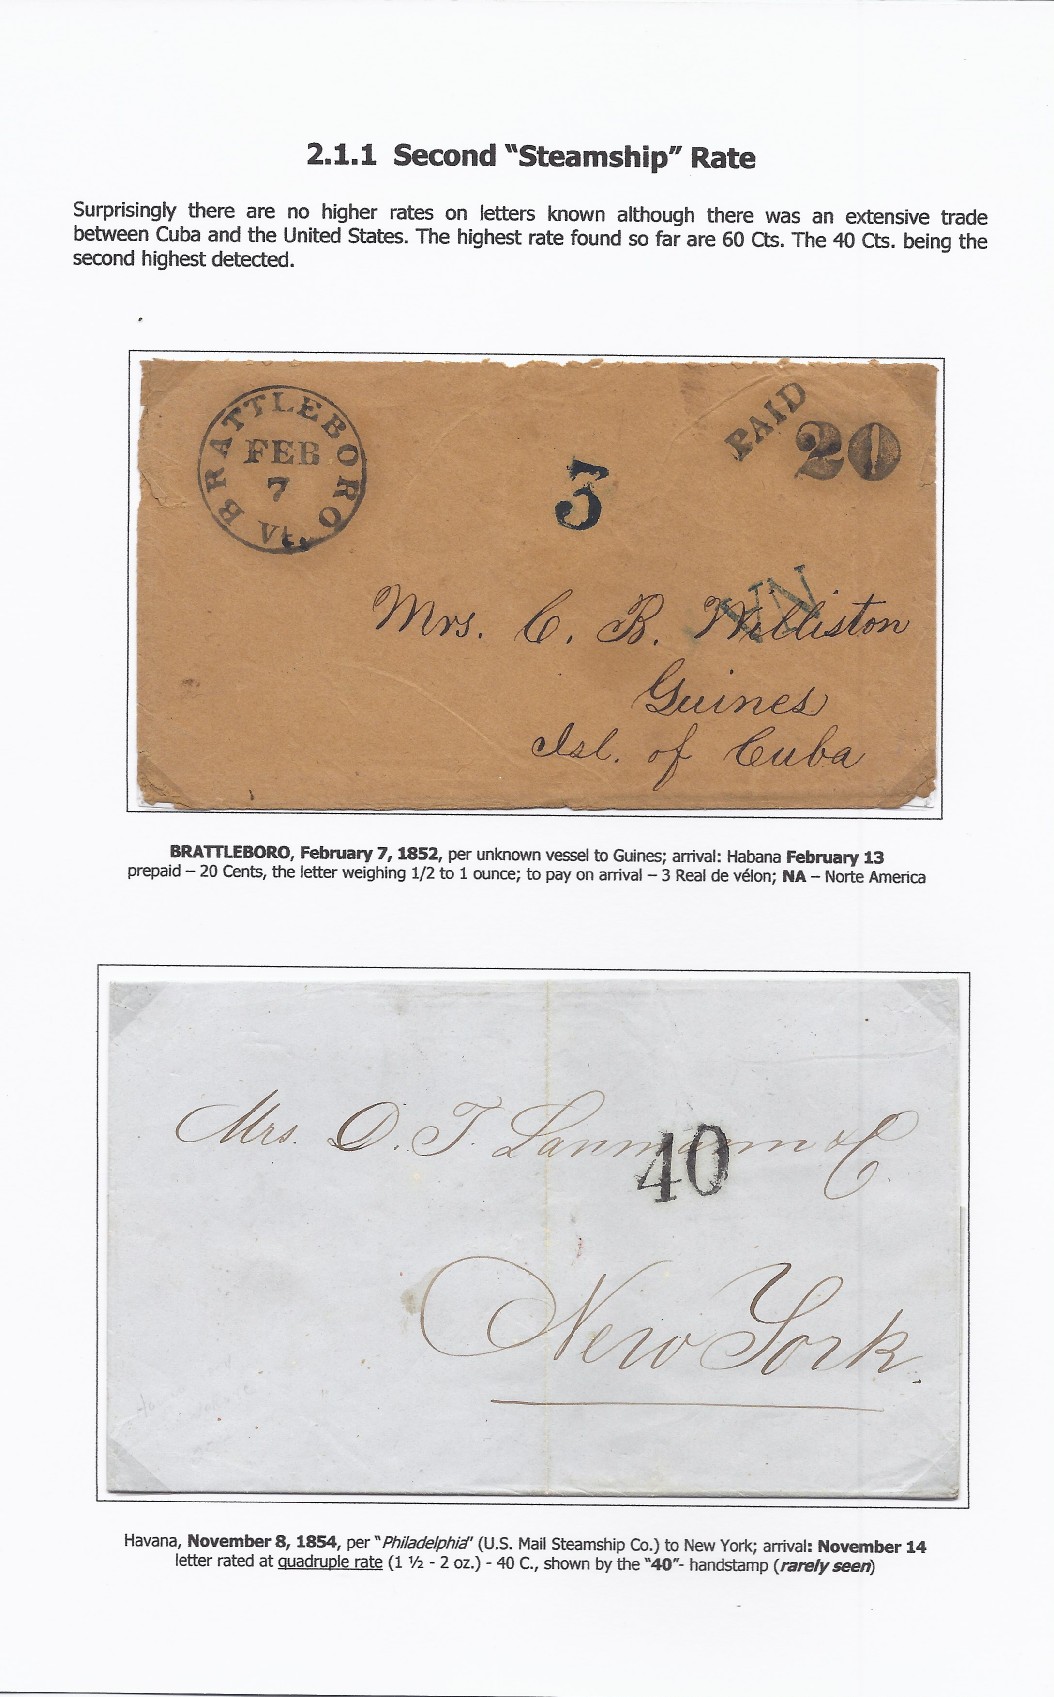 2.1.1 Second "Steamship" Rate
Surprisingly there are no higher rates on letters known although there was an extensive trade
between Cuba and the United States. The highest rate found so far are 60 Cts. The 40 Cts. being the
second highest detected.
BRATTLEBORO Vt.
FEB
7
3
PAID
20
NA
Mrs. C. B. Williston
Guines
Isl. of Cuba
BRATTLEBORO, February 7, 1852, per unknown vessel to Guines; arrival: Habana February 13
prepaid – 20 Cents, the letter weighing 1/2 to 1 ounce; to pay on arrival – 3 Real de vélon; NA – Norte America
Mrs. D. T. Lanmann & C
40
New York.
Havana, November 8, 1854, per "Philadelphia" (U.S. Mail Steamship Co.) to New York; arrival: November 14
letter rated at quadruple rate (1 ½ - 2 oz.) - 40 C., shown by the "40"- handstamp (rarely seen)